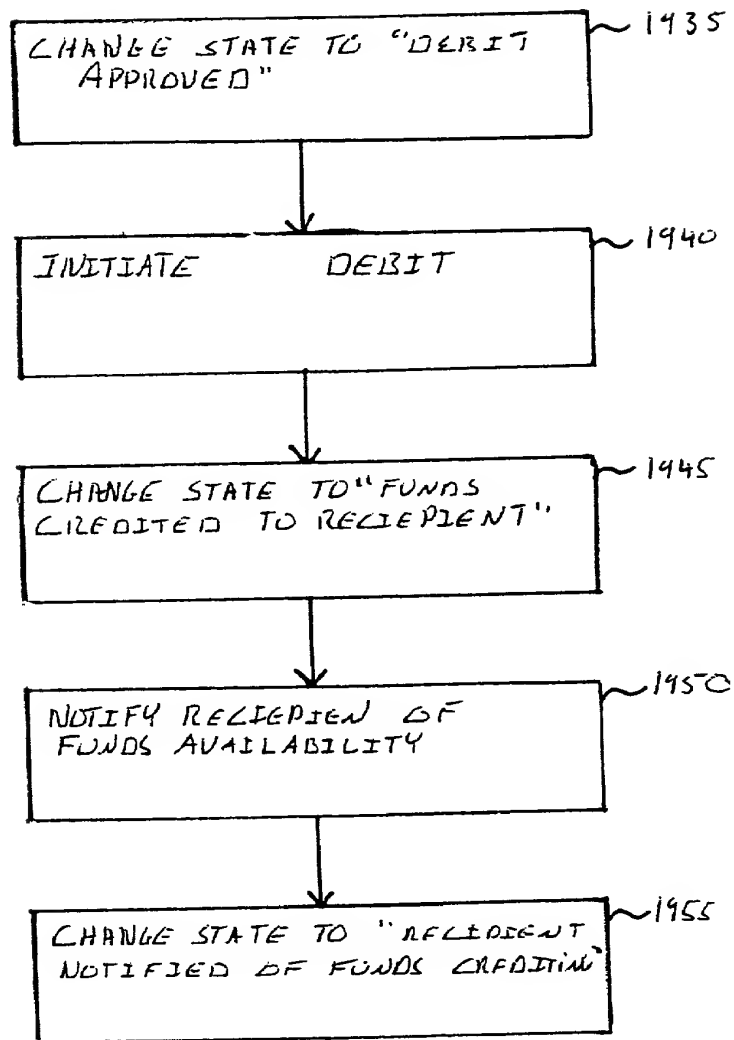 CHANGE STATE TO "DEBIT
APPROVED"
1935
INITIATE DEBIT
1940
CHANGE STATE TO "FUNDS
CREDITED TO RECIEPIENT"
1945
NOTIFY RECIEPIEN OF
FUNDS AVAILABILITY
1950
CHANGE STATE TO "RECIPIENT
NOTIFIED OF FUNDS CREDITIN"
1955